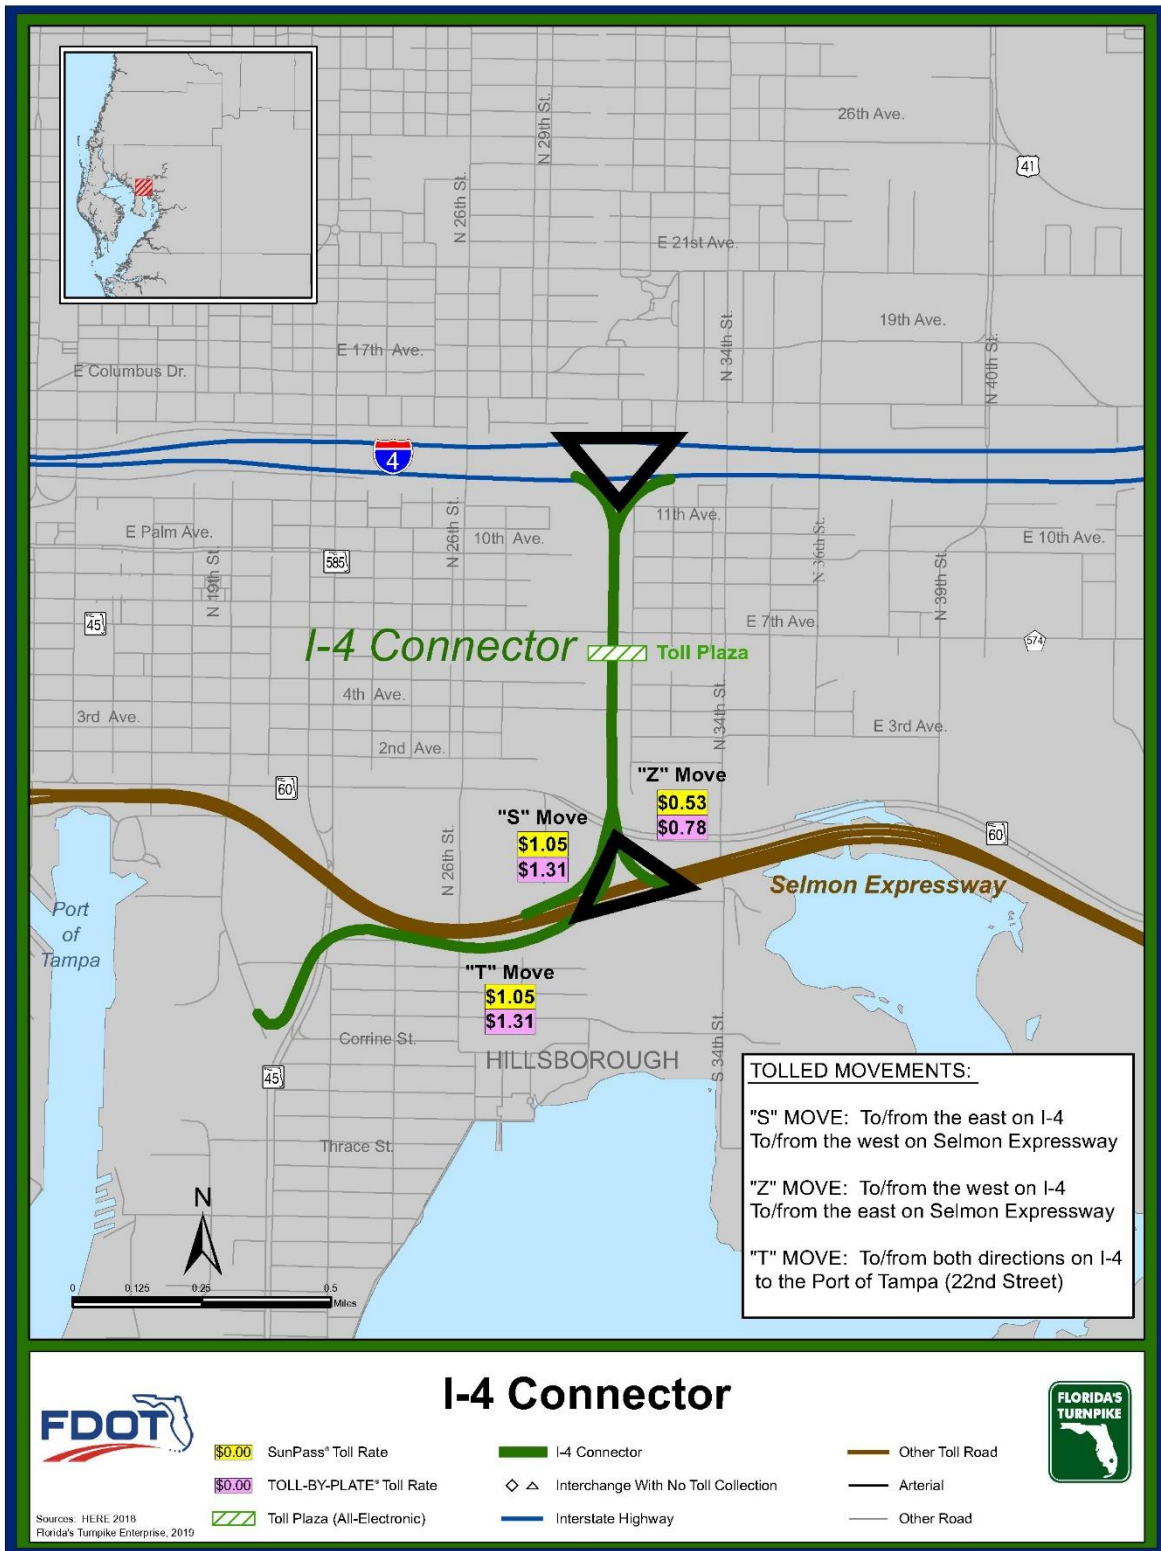 26th Ave.
N 29th St.
41
N 26th St.
E 21st Ave.
19th Ave.
N 34th St.
N 40th St.
E 17th Ave.
E Columbus Dr.
4
11th Ave.
E Palm Ave.
N 26th St.
10th Ave.
N 36th St.
E 10th Ave.
585
N 19th St.
N 39th St.
45
E 7th Ave.
574
I-4 Connector
Toll Plaza
4th Ave.
3rd Ave.
N 34th St.
E 3rd Ave.
2nd Ave.
"Z" Move
$0.53
$0.78
60
"S" Move
$1.05
$1.31
60
N 26th St.
Selmon Expressway
Port
of
Tampa
"T" Move
$1.05
$1.31
Corrine St.
HILLSBOROUGH
S 34th St.
45
Thrace St.
TOLLED MOVEMENTS:
"S" MOVE: To/from the east on I-4
To/from the west on Selmon Expressway
"Z" MOVE: To/from the west on I-4
To/from the east on Selmon Expressway
"T" MOVE: To/from both directions on I-4
to the Port of Tampa (22nd Street)
N
0 0.125 0.25 0.5
Miles
I-4 Connector
FDOT
FLORIDA'S
TURNPIKE
$0.00 SunPass® Toll Rate
I-4 Connector
Other Toll Road
$0.00 TOLL-BY-PLATE® Toll Rate
Interchange With No Toll Collection
Arterial
Toll Plaza (All-Electronic)
Interstate Highway
Other Road
Sources: HERE 2018
Florida's Turnpike Enterprise, 2019